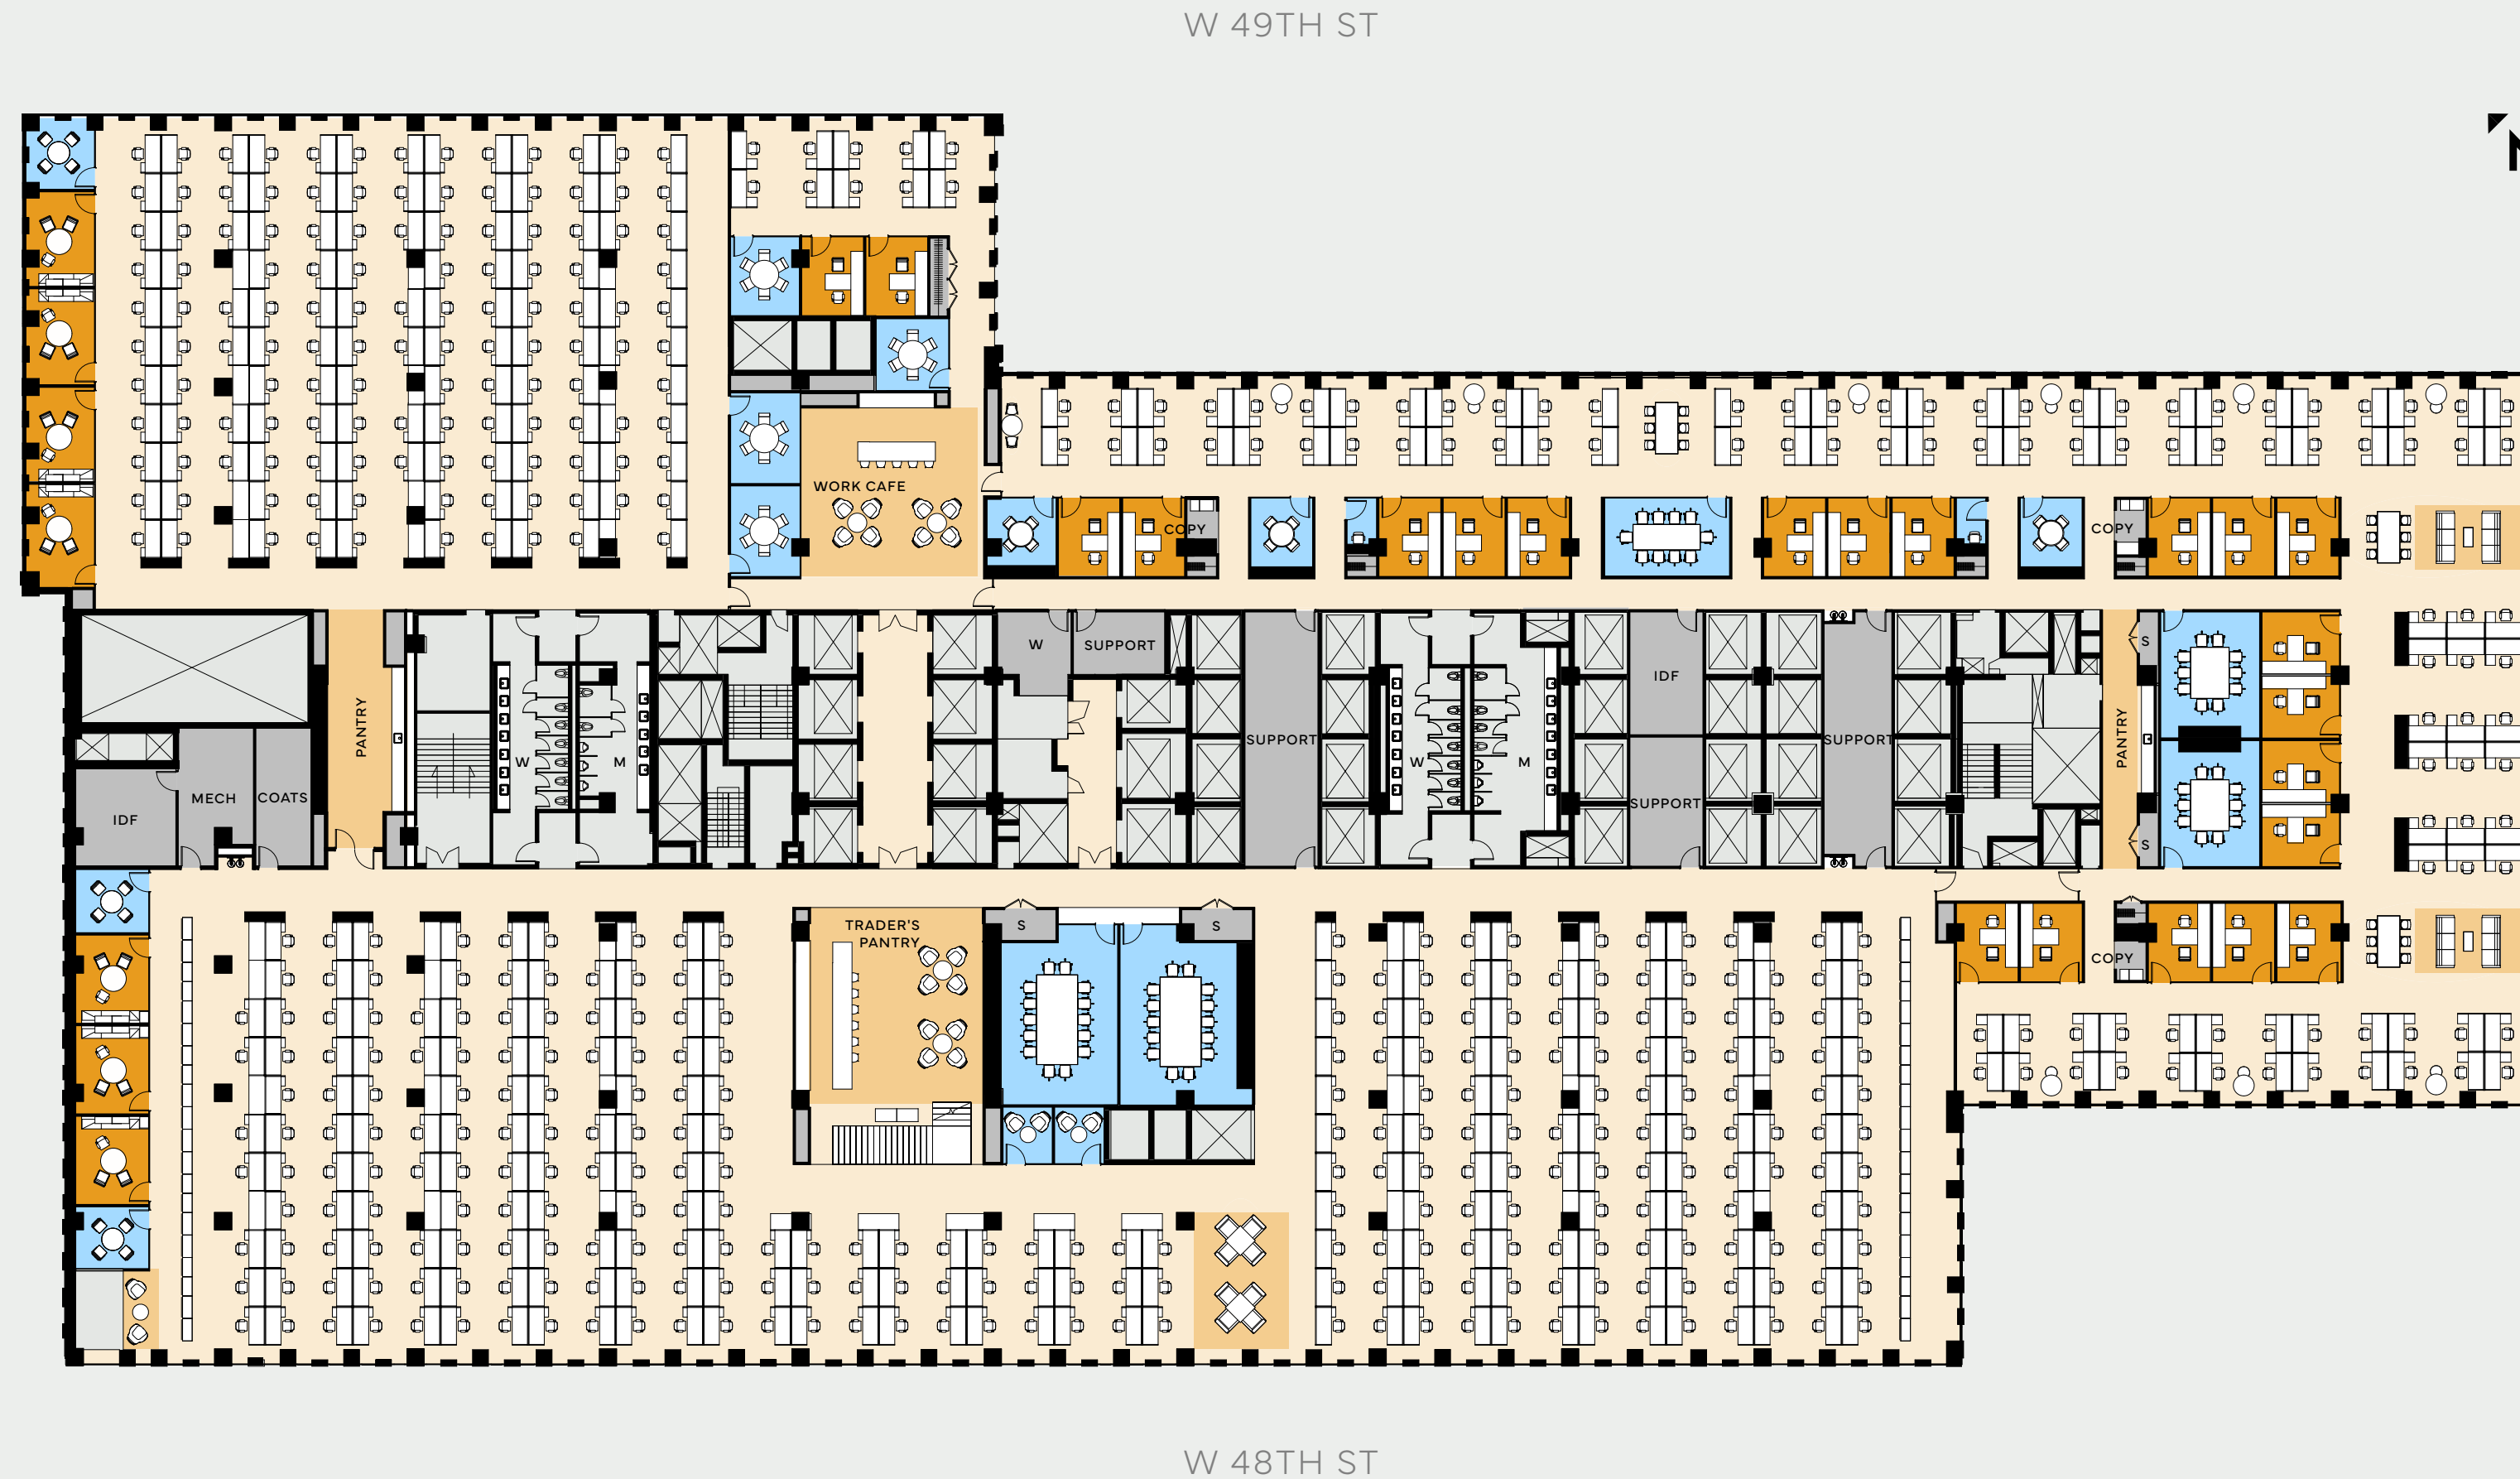 W 49TH ST
WORK CAFE
COPY
COPY
W
SUPPORT
S
IDF
PANTRY
PANTRY
SUPPORT
SUPPORT
W
M
W
M
MECH
COATS
SUPPORT
IDF
S
TRADER'S
PANTRY
S
S
COPY
W 48TH ST